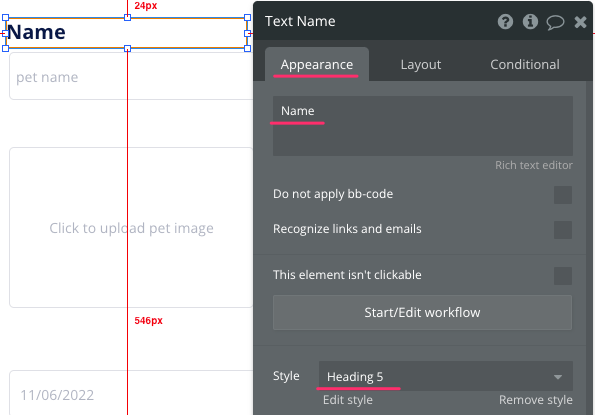 24px
Name
pet name
Click to upload pet image
546px
11/06/2022
Text Name
Appearance
Layout
Conditional
Name
Rich text editor
Do not apply bb-code
Recognize links and emails
This element isn't clickable
Start/Edit workflow
Style
Heading 5
Edit style
Remove style